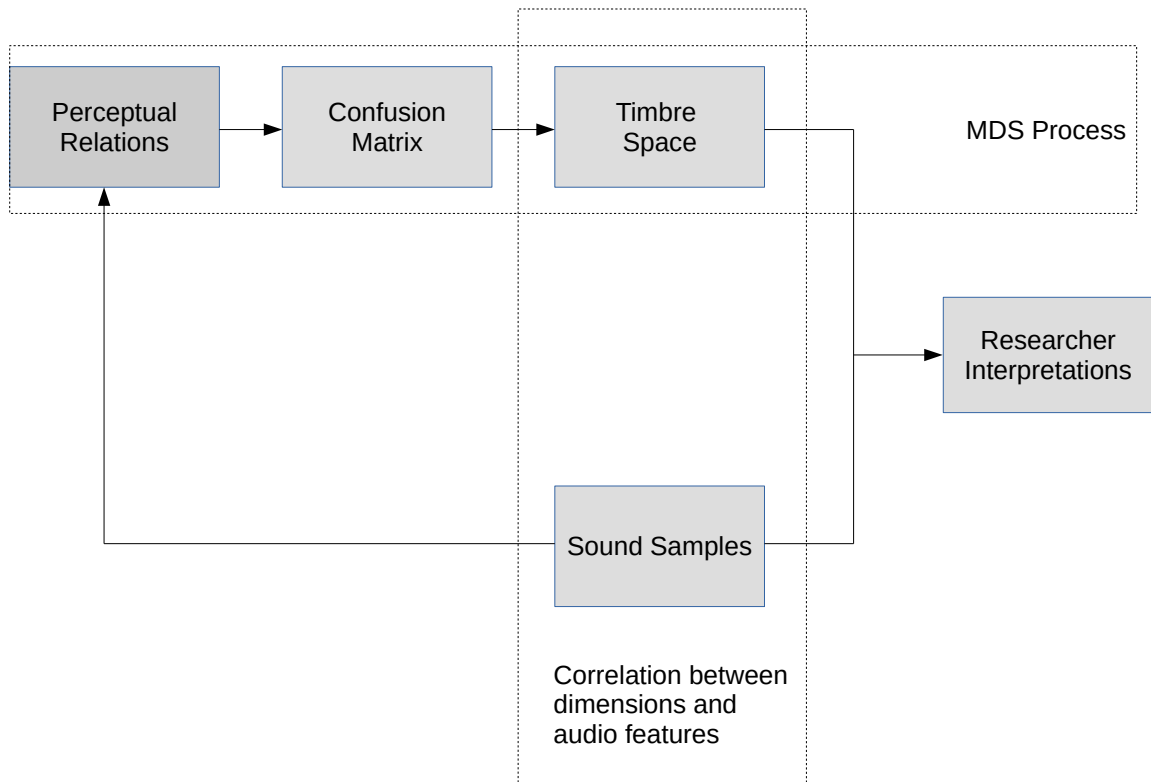 Perceptual
Relations
Confusion
Matrix
Timbre
Space
MDS Process
Researcher
Interpretations
Sound Samples
Correlation between
dimensions and
audio features